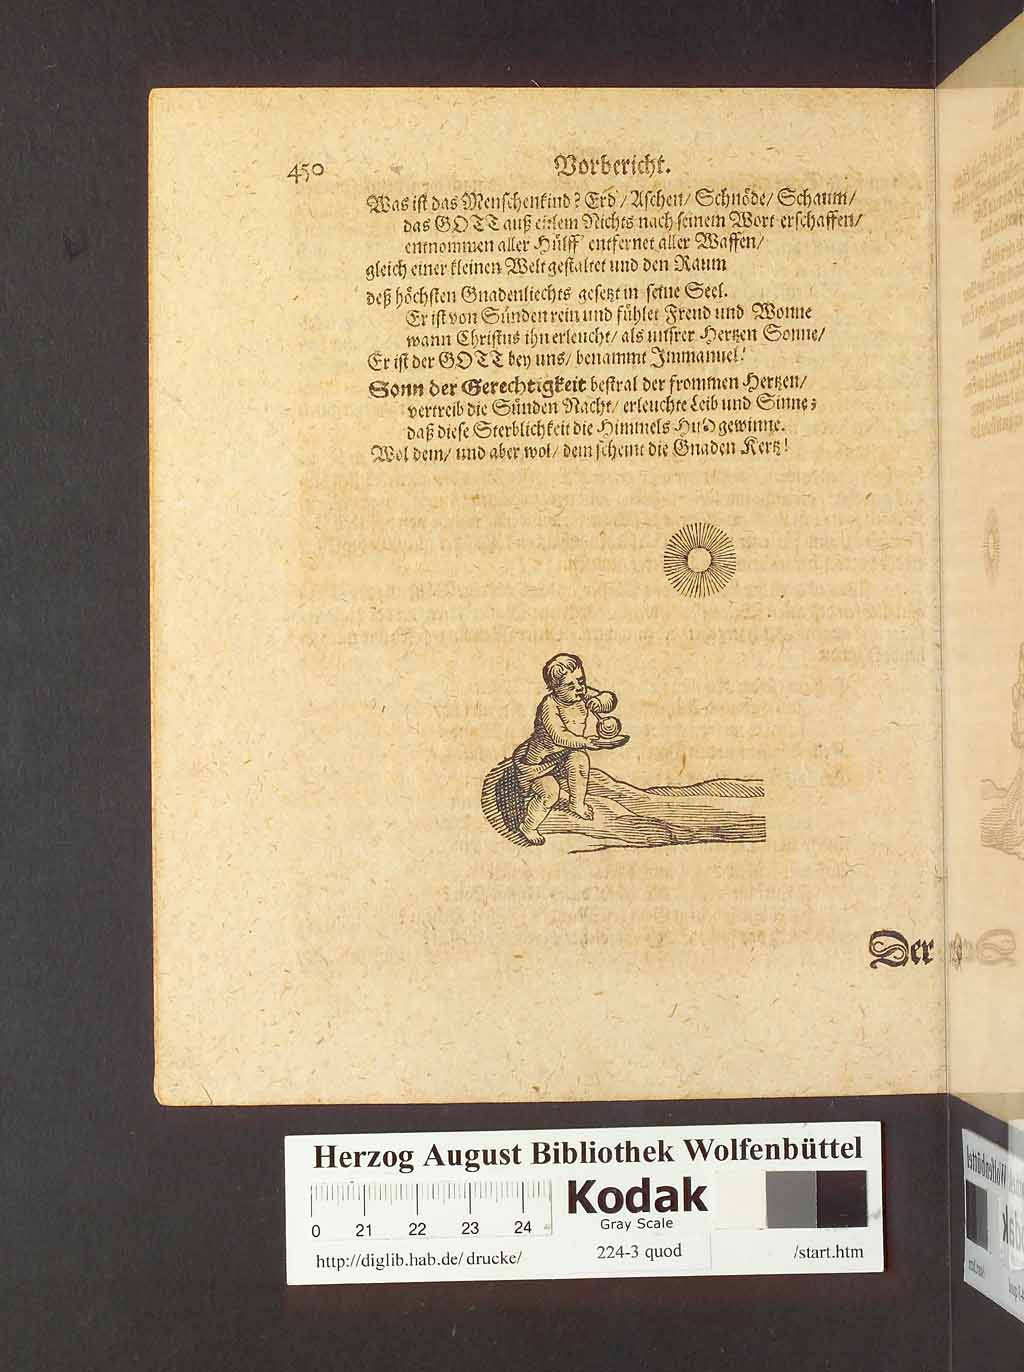 450
Vorbericht.
Was ist das Menschenkind? Erd/ Aschen/ Schnöde/ Schaum/
das GOTT auß eitlem Nichts nach seinem Wort erschaffen/
entnommen aller Hülff entfernet aller Waffen/
gleich einer kleinen Welt gestaltet und den Raum
deß höchsten Gnadenliechts gesetzt in seine Seel.
Er ist von Sünden rein und fühlet Freud und Wonne
wann Christus ihn erleucht/ als unsrer Hertzen Sonne/
Er ist der GOTT bey uns/ benammt Immanuel!
Sonn der Gerechtigkeit bestral der frommen Hertzen/
vertreib die Sünden Nacht/ erleuchte Leib und Sinne;
daß diese Sterblichkeit die Himmels Huld gewinne.
Wol dem/ und aber wol/ dem scheint die Gnaden Kertz!
Der
Herzog August Bibliothek Wolfenbüttel
0 21 22 23 24
Kodak
Gray Scale
http://diglib.hab.de/ drucke/ 224-3 quod /start.htm